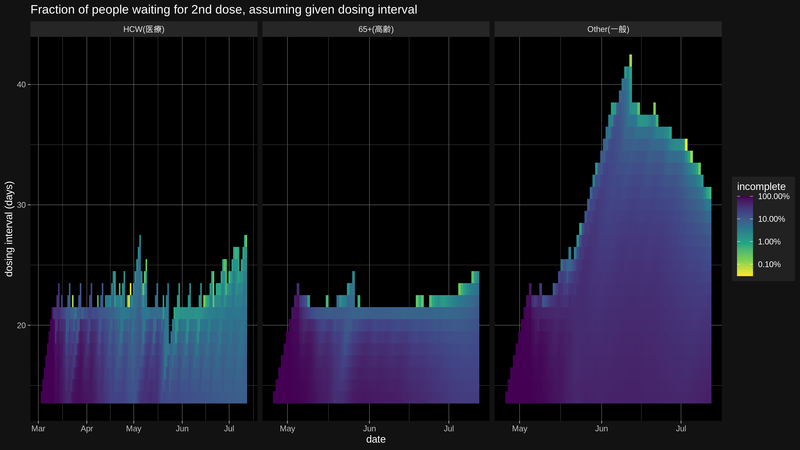 Fraction of people waiting for 2nd dose, assuming given dosing interval
HCW(医療)
65+(高齢)
Other(一般)
dosing interval (days)
40
30
20
Mar Apr May Jun Jul
May Jun Jul
May Jun Jul
date
incomplete
100.00%
10.00%
1.00%
0.10%